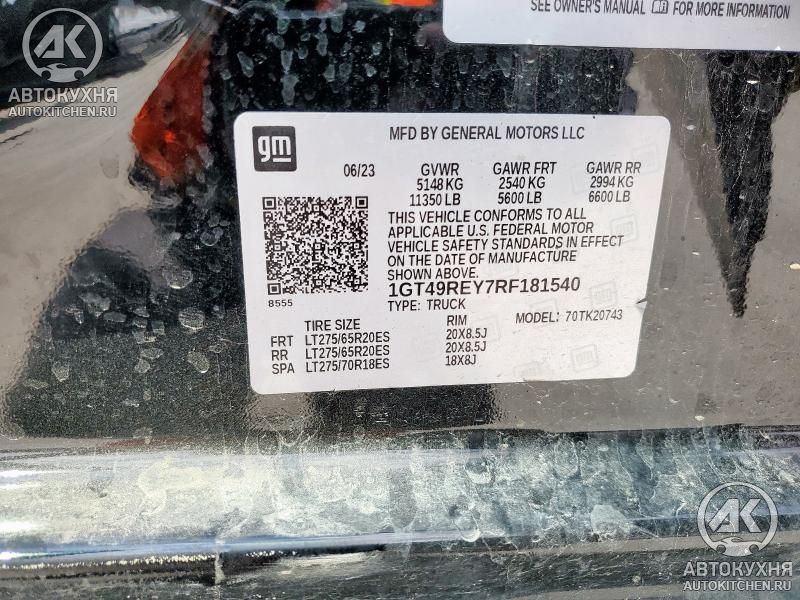 SEE OWNER'S MANUAL FOR MORE INFORMATION
АК
АВТОКУХНЯ
AUTOKITCHEN.RU
gm
MFD BY GENERAL MOTORS LLC
06/23 GVWR GAWR FRT GAWR RR
5148 KG 2540 KG 2994 KG
11350 LB 5600 LB 6600 LB
THIS VEHICLE CONFORMS TO ALL
APPLICABLE U.S. FEDERAL MOTOR
VEHICLE SAFETY STANDARDS IN EFFECT
ON THE DATE OF MANUFACTURE
SHOWN ABOVE.
8555
1GT49REY7RF181540
TYPE: TRUCK
MODEL: 70TK20743
TIRE SIZE RIM
FRT LT275/65R20ES 20X8.5J
RR LT275/65R20ES 20X8.5J
SPA LT275/70R18ES 18X8J
АК
АВТОКУХНЯ
AUTOKITCHEN.RU